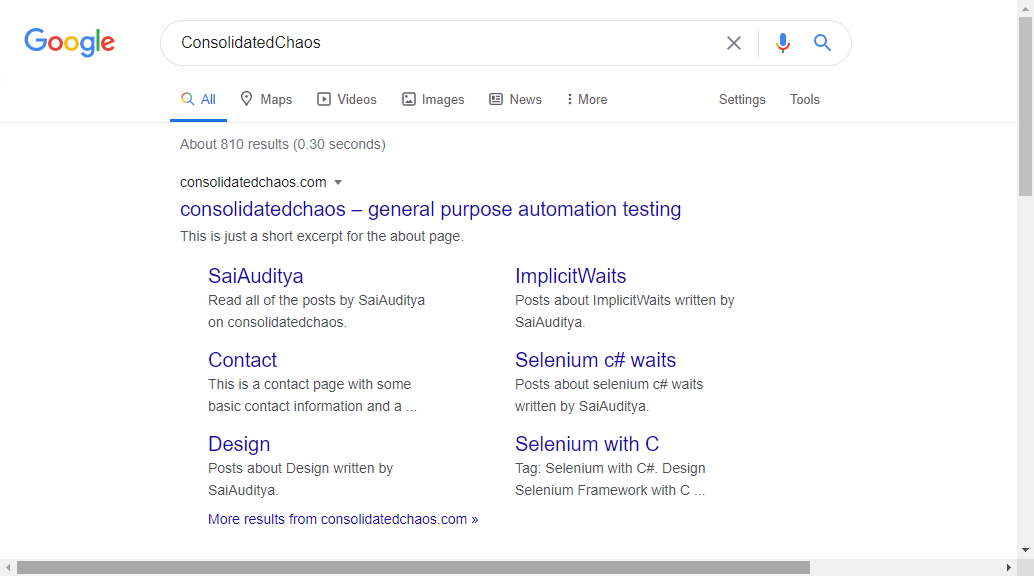 Google
ConsolidatedChaos
All Maps Videos Images News More Settings Tools
About 810 results (0.30 seconds)
consolidatedchaos.com
consolidatedchaos – general purpose automation testing
This is just a short excerpt for the about page.
SaiAuditya
Read all of the posts by SaiAuditya
on consolidatedchaos.
ImplicitWaits
Posts about ImplicitWaits written by
SaiAuditya.
Contact
This is a contact page with some
basic contact information and a ...
Selenium c# waits
Posts about selenium c# waits
written by SaiAuditya.
Design
Posts about Design written by
SaiAuditya.
Selenium with C
Tag: Selenium with C#. Design
Selenium Framework with C ...
More results from consolidatedchaos.com »